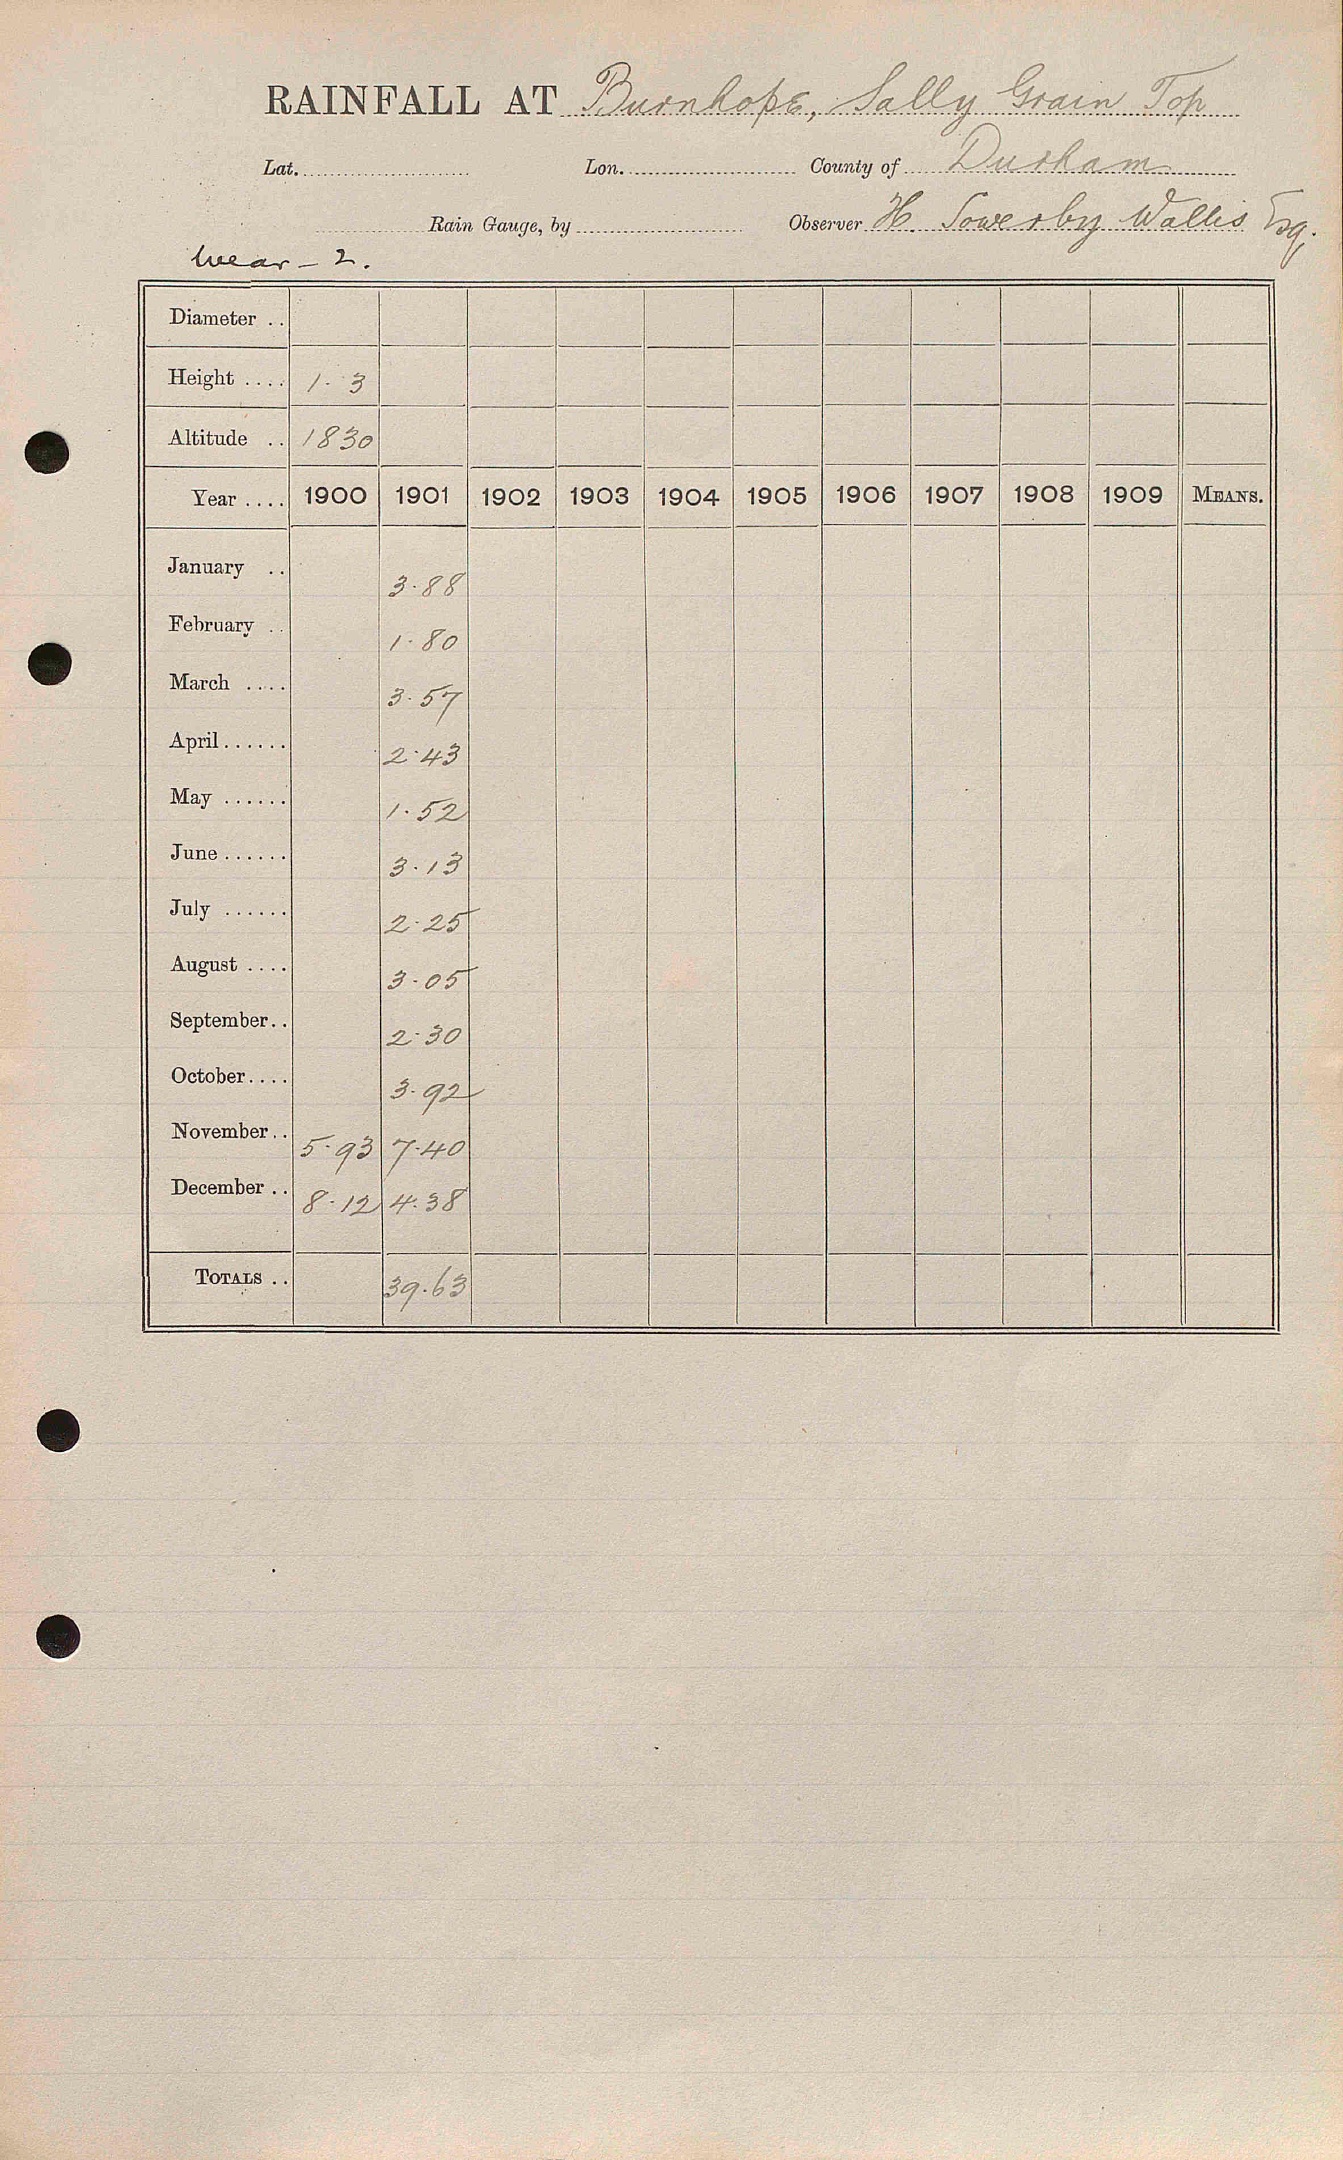 RAINFALL AT Burnhope, Sally Grain Top
Lat. Lon. County of Durham
Rain Gauge, by Observer H. Sowerby Wallis Esq.
Wear - 2.
Diameter ..
Height .... 1. 3
Altitude .. 1830
Year .... 1900 1901 1902 1903 1904 1905 1906 1907 1908 1909 MEANS.
January .. 3.88
February .. 1.80
March .... 3.57
April...... 2.43
May ...... 1.52
June...... 3.13
July ...... 2.25
August .... 3.05
September.. 2.30
October.... 3.92
November.. 5.93 7.40
December .. 8.12 4.38
TOTALS .. 39.63